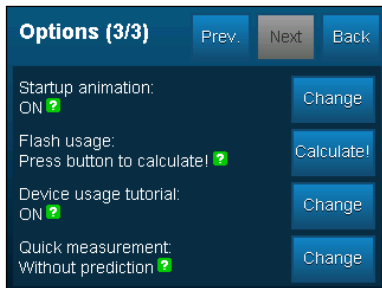 Options (3/3) Prev. Next Back
Startup animation:
ON ? Change
Flash usage:
Press button to calculate! ? Calculate!
Device usage tutorial:
ON ? Change
Quick measurement:
Without prediction ? Change